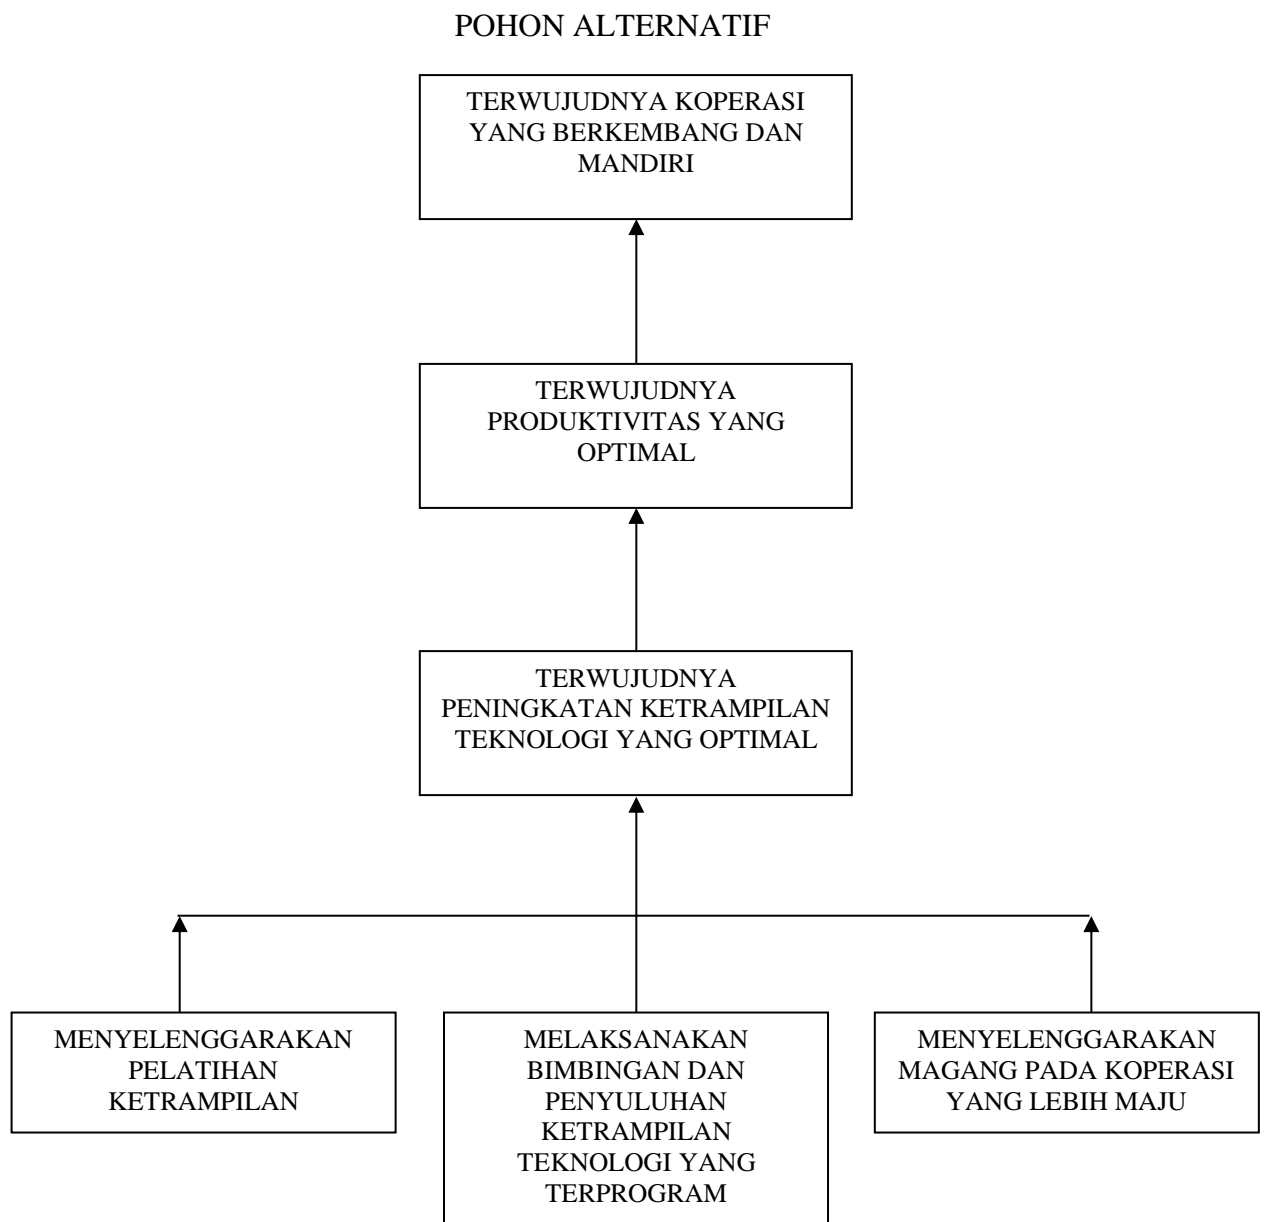 POHON ALTERNATIF
TERWUJUDNYA KOPERASI
YANG BERKEMBANG DAN
MANDIRI
TERWUJUDNYA
PRODUKTIVITAS YANG
OPTIMAL
TERWUJUDNYA
PENINGKATAN KETRAMPILAN
TEKNOLOGI YANG OPTIMAL
MENYELENGGARAKAN
PELATIHAN
KETRAMPILAN
MELAKSANAKAN
BIMBINGAN DAN
PENYULUHAN
KETRAMPILAN
TEKNOLOGI YANG
TERPROGRAM
MENYELENGGARAKAN
MAGANG PADA KOPERASI
YANG LEBIH MAJU